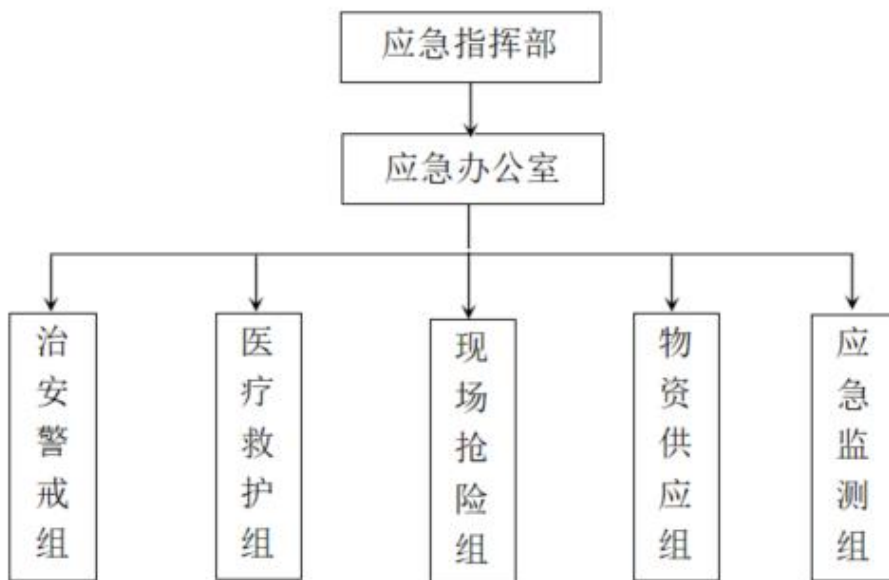 应急指挥部
应急办公室
治安警戒组
医疗救护组
现场抢险组
物资供应组
应急监测组